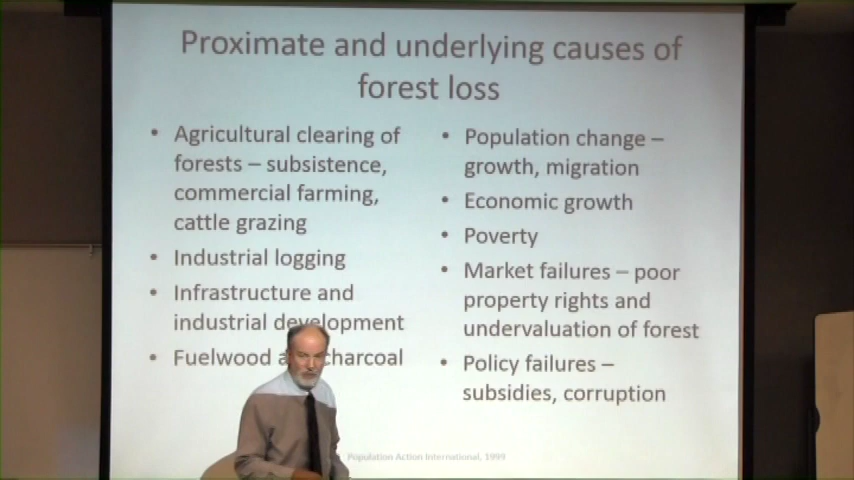 Proximate and underlying causes of
forest loss
• Agricultural clearing of
forests – subsistence,
commercial farming,
cattle grazing
• Industrial logging
• Infrastructure and
industrial development
• Fuelwood a charcoal
• Population change –
growth, migration
• Economic growth
• Poverty
• Market failures – poor
property rights and
undervaluation of forest
• Policy failures –
subsidies, corruption
Population Action International, 1999